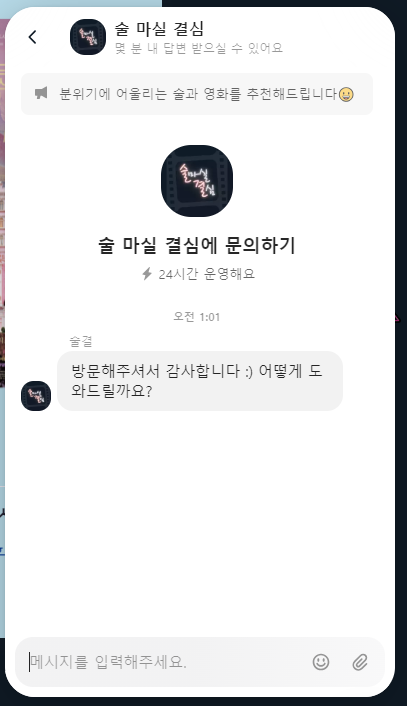 술 마실 결심
몇 분 내 답변 받으실 수 있어요
분위기에 어울리는 술과 영화를 추천해드립니다😀
술마실
결심
술 마실 결심에 문의하기
24시간 운영해요
오전 1:01
술결
방문해주셔서 감사합니다 :) 어떻게 도
와드릴까요?
메시지를 입력해주세요.